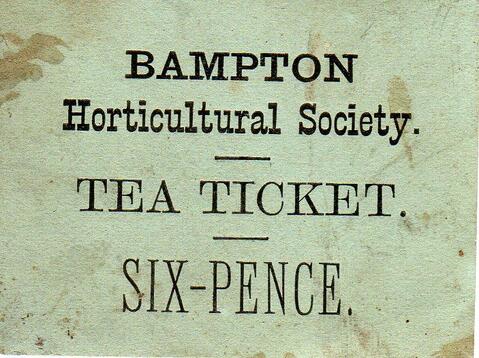 BAMPTON
Horticultural Society.
TEA TICKET.
SIX-PENCE.